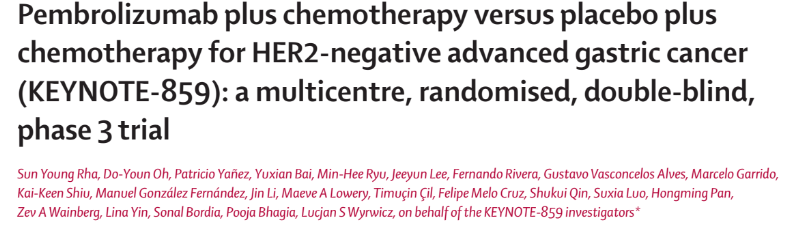 Pembrolizumab plus chemotherapy versus placebo plus
chemotherapy for HER2-negative advanced gastric cancer
(KEYNOTE-859): a multicentre, randomised, double-blind,
phase 3 trial
Sun Young Rha, Do-Youn Oh, Patricio Yañez, Yuxian Bai, Min-Hee Ryu, Jeeyun Lee, Fernando Rivera, Gustavo Vasconcelos Alves, Marcelo Garrido,
Kai-Keen Shiu, Manuel González Fernández, Jin Li, Maeve A Lowery, Timuçin Çil, Felipe Melo Cruz, Shukui Qin, Suxia Luo, Hongming Pan,
Zev A Wainberg, Lina Yin, Sonal Bordia, Pooja Bhagia, Lucjan S Wyrwicz, on behalf of the KEYNOTE-859 investigators*